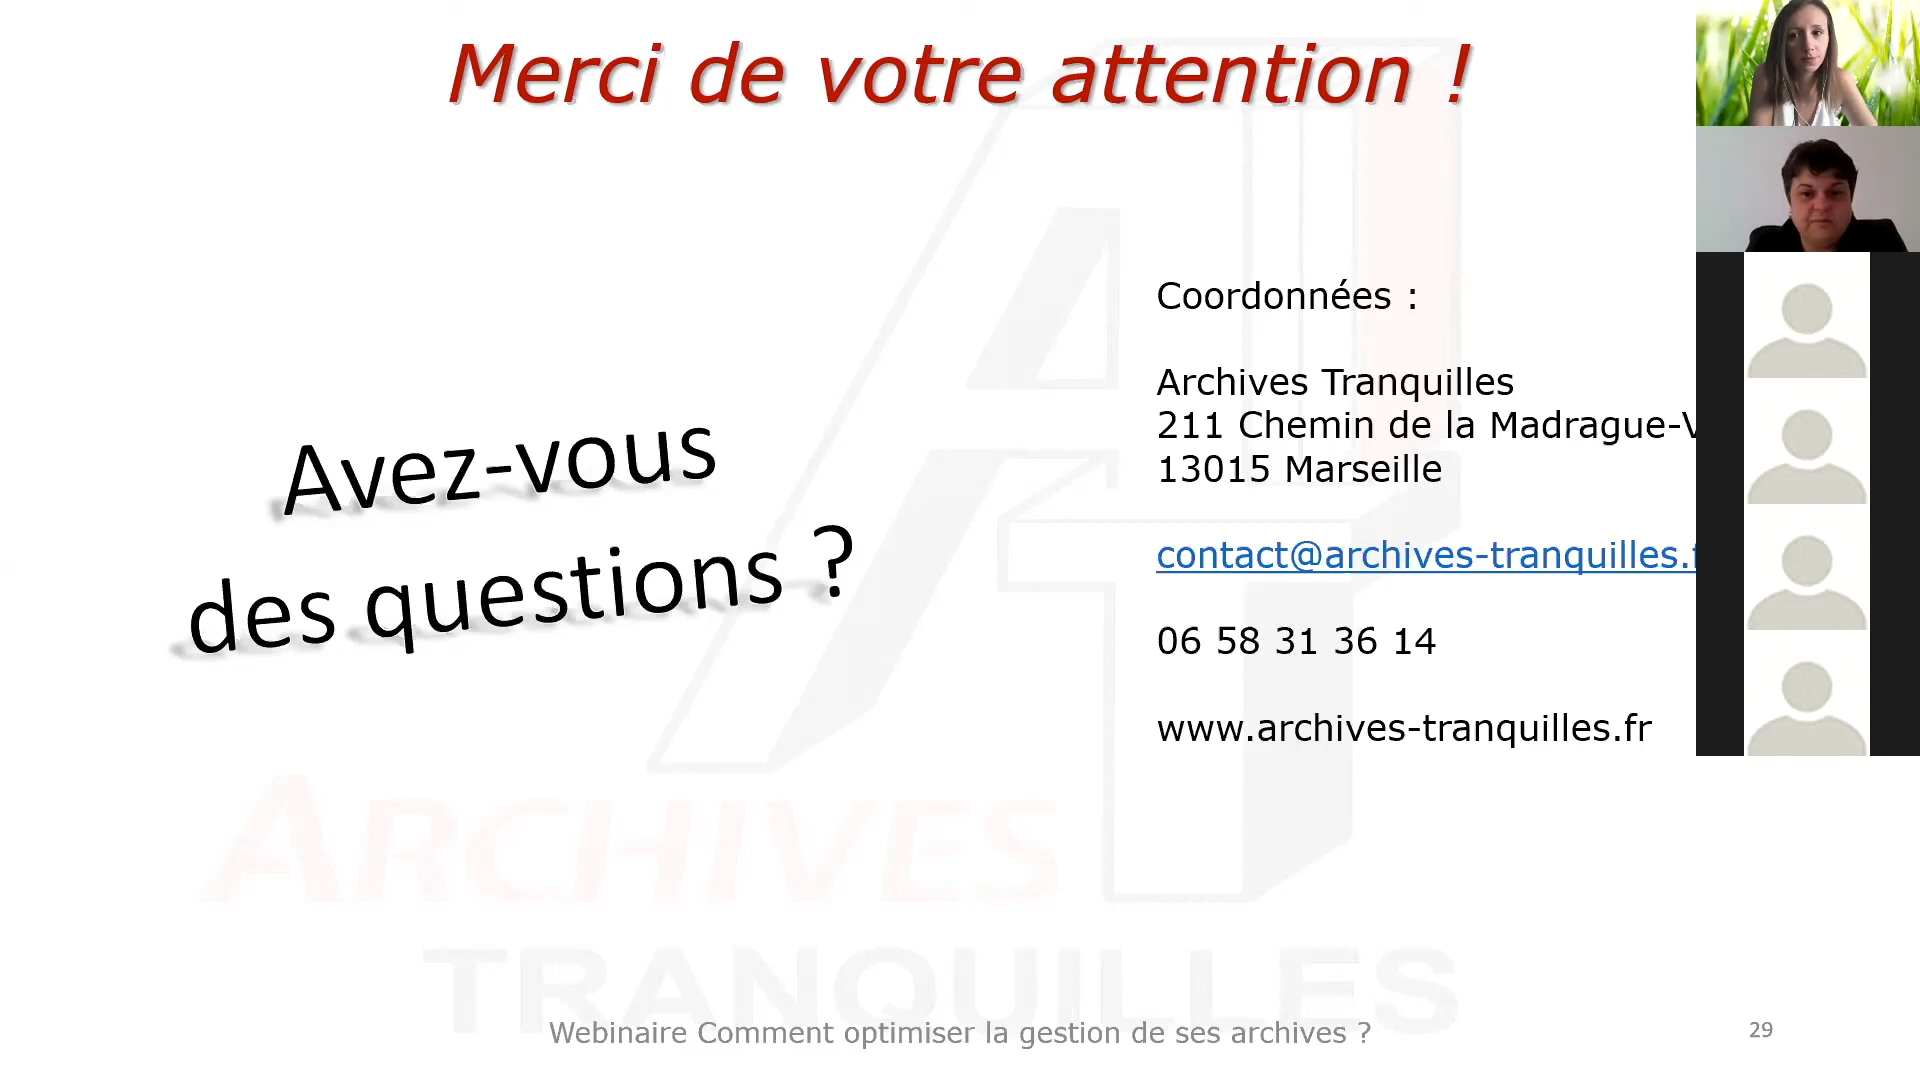 Merci de votre attention !
Avez-vous
des questions ?
Coordonnées :
Archives Tranquilles
211 Chemin de la Madrague-V
13015 Marseille
contact@archives-tranquilles.f
06 58 31 36 14
www.archives-tranquilles.fr
ARCHIVES
TRANQUILLES
Webinaire Comment optimiser la gestion de ses archives ?
29